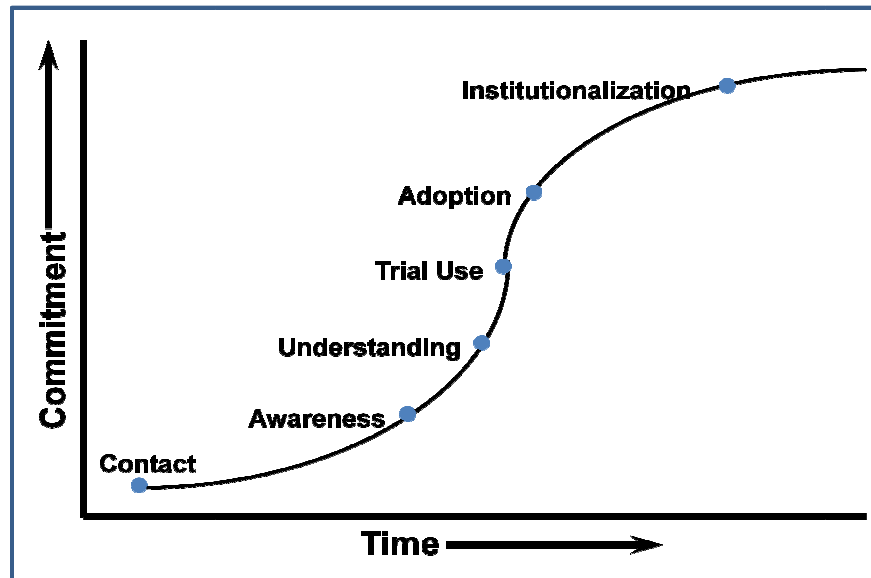 Institutionalization
Adoption
Trial Use
Understanding
Awareness
Contact
Commitment
Time